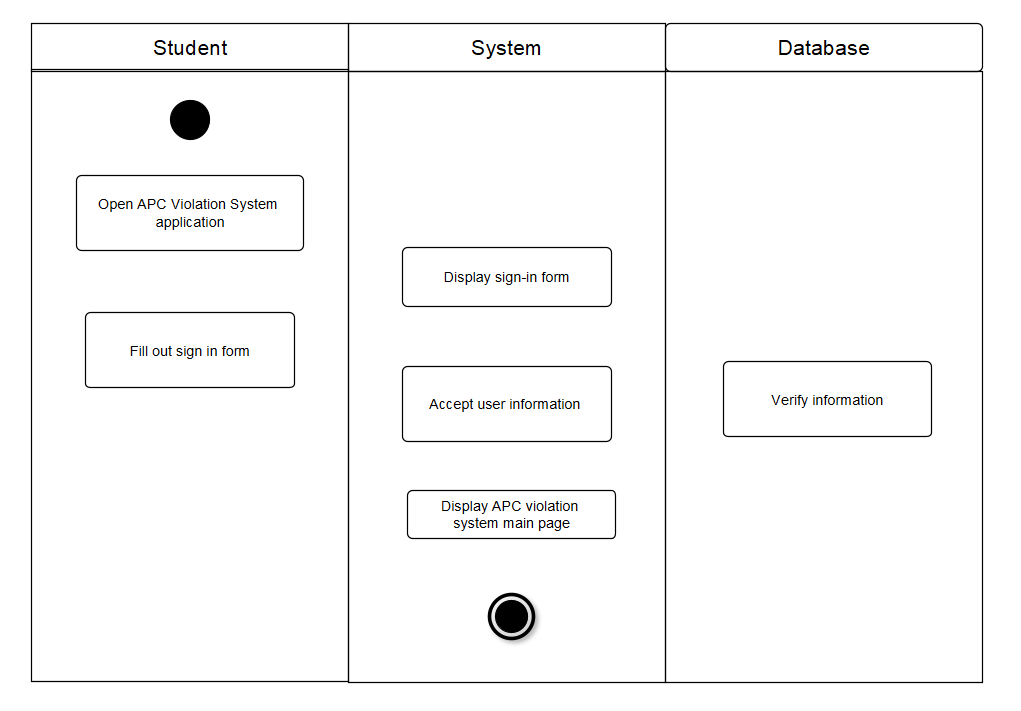 Student
System
Database
Open APC Violation System
application
Display sign-in form
Fill out sign in form
Accept user information
Verify information
Display APC violation
system main page